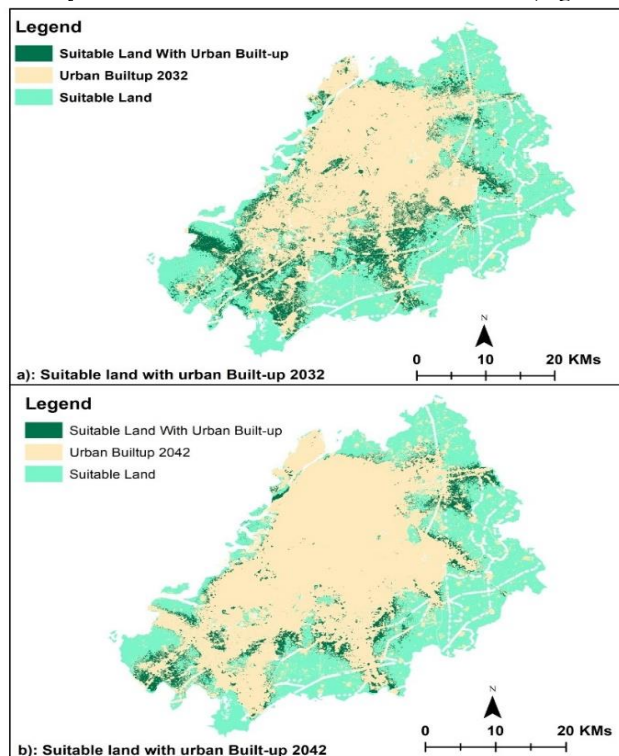 Legend
Suitable Land With Urban Built-up
Urban Builtup 2032
Suitable Land
N
0 10 20 KMs
a): Suitable land with urban Built-up 2032
Legend
Suitable Land With Urban Built-up
Urban Builtup 2042
Suitable Land
N
0 10 20 KMs
b): Suitable land with urban Built-up 2042